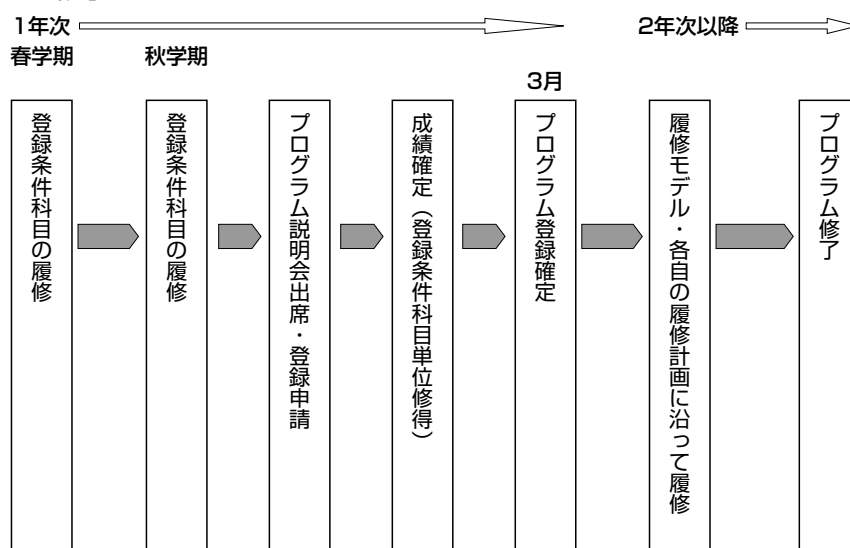 1年次
2年次以降
春学期
秋学期
3月
登録条件科目の履修
登録条件科目の履修
プログラム説明会出席・登録申請
成績確定（登録条件科目単位修得）
プログラム登録確定
履修モデル・各自の履修計画に沿って履修
プログラム修了